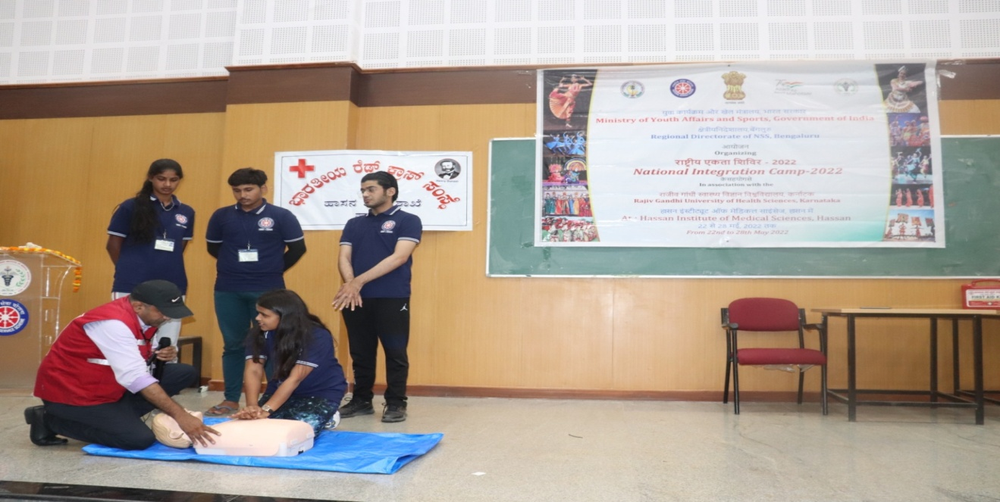 ಭಾರತೀಯ ರೆಡ್ ಕ್ರಾಸ್ ಸಂಸ್ಥೆ
ಹಾಸನ ಶಾಖೆ
युवा कार्यक्रम और खेल मंत्रालय, भारत सरकार
Ministry of Youth Affairs and Sports, Government of India
क्षेत्रीय निदेशालय, बेंगलुरु
Regional Directorate of NSS, Bengaluru
आयोजन
Organizing
राष्ट्रीय एकता शिविर - 2022
National Integration Camp-2022
In association with the
राजीव गांधी स्वास्थ्य विज्ञान विश्वविद्यालय, कर्नाटक
Rajiv Gandhi University of Health Sciences, Karnataka
हासन इंस्टीट्यूट ऑफ मेडिकल साइंसेज, हासन में
At: Hassan Institute of Medical Sciences, Hassan
22 से 28 मई, 2022 तक
From 22nd to 28th May 2022
FIRST AID